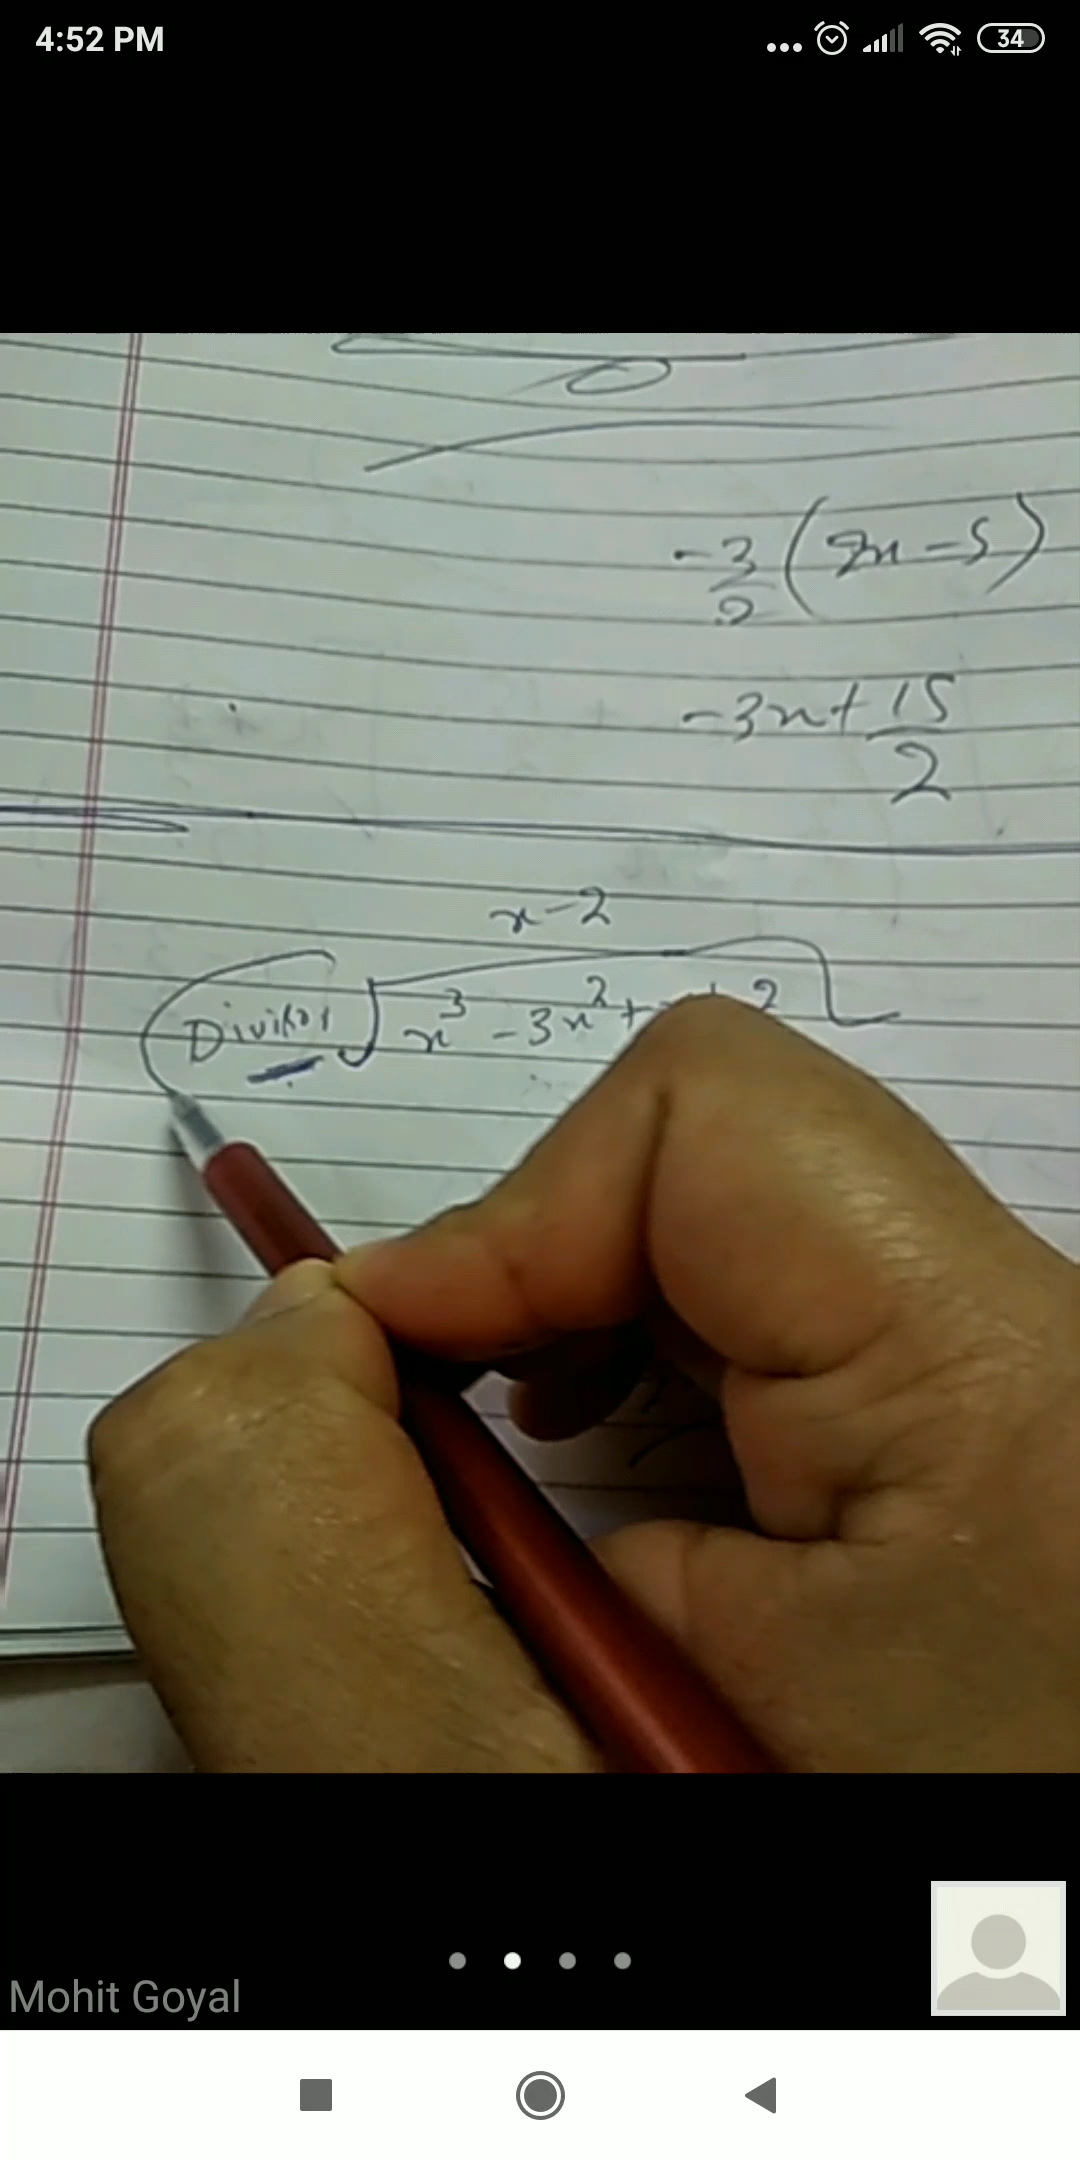 4:52 PM
34
-3/2 (2x-5)
-3x+ 15/2
x-2
Divisor
x³ -3x²+ 2
Mohit Goyal